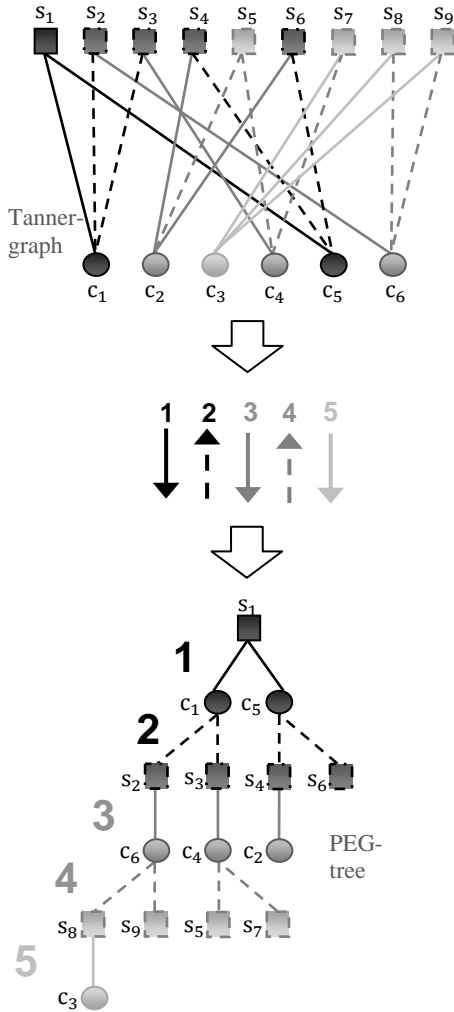 s₁ s₂ s₃ s₄ s₅ s₆ s₇ s₈ s₉
Tanner-
graph
c₁ c₂ c₃ c₄ c₅ c₆
1 2 3 4 5
s₁
1
c₁ c₅
2
s₂ s₃ s₄ s₆
3
c₆ c₄ c₂
PEG-
tree
4
s₈ s₉ s₅ s₇
5
c₃